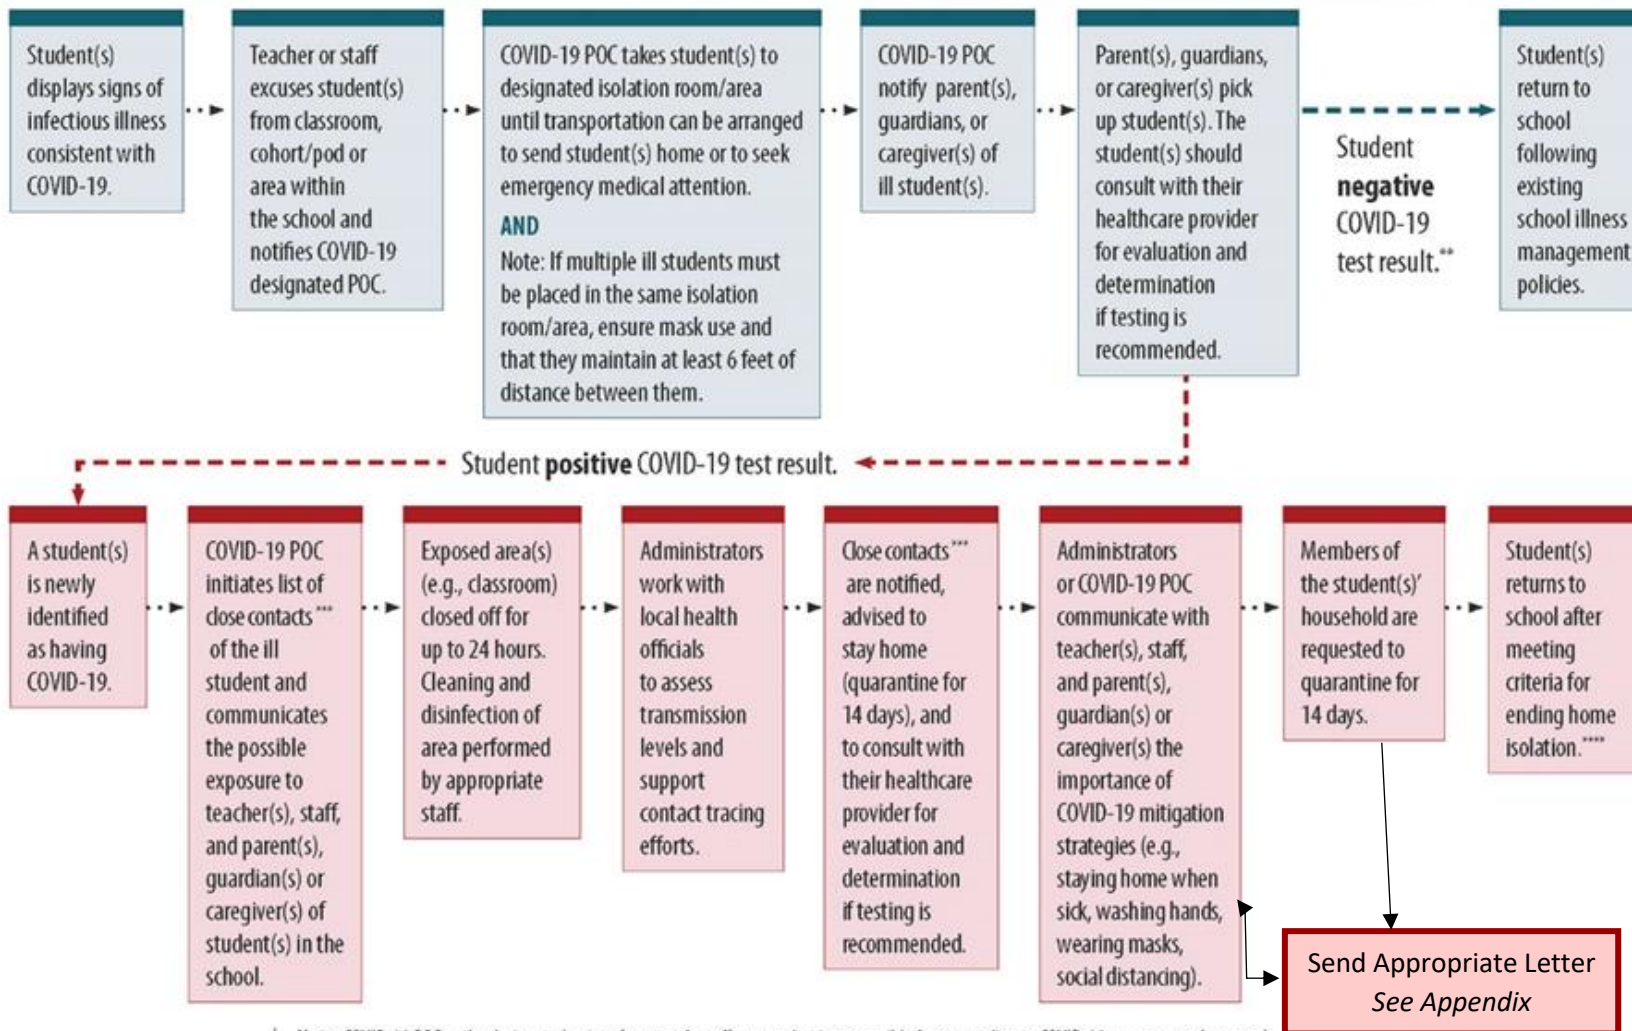 Student(s)
displays signs of
infectious illness
consistent with
COVID-19.
Teacher or staff
excuses student(s)
from classroom,
cohort/pod or
area within
the school and
notifies COVID-19
designated POC.
COVID-19 POC takes student(s) to
designated isolation room/area
until transportation can be arranged
to send student(s) home or to seek
emergency medical attention.
AND
Note: If multiple ill students must
be placed in the same isolation
room/area, ensure mask use and
that they maintain at least 6 feet of
distance between them.
COVID-19 POC
notify parent(s),
guardians, or
caregiver(s) of
ill student(s).
Parent(s), guardians,
or caregiver(s) pick
up student(s). The
student(s) should
consult with their
healthcare provider
for evaluation and
determination
if testing is
recommended.
Student
negative
COVID-19
test result.**
Student(s)
return to
school
following
existing
school illness
management
policies.
Student positive COVID-19 test result.
A student(s)
is newly
identified
as having
COVID-19.
COVID-19 POC
initiates list of
close contacts***
of the ill
student and
communicates
the possible
exposure to
teacher(s), staff,
and parent(s),
guardian(s) or
caregiver(s) of
student(s) in the
school.
Exposed area(s)
(e.g., classroom)
closed off for
up to 24 hours.
Cleaning and
disinfection of
area performed
by appropriate
staff.
Administrators
work with
local health
officials
to assess
transmission
levels and
support
contact tracing
efforts.
Close contacts***
are notified,
advised to
stay home
(quarantine for
14 days), and
to consult with
their healthcare
provider for
evaluation and
determination
if testing is
recommended.
Administrators
or COVID-19 POC
communicate with
teacher(s), staff,
and parent(s),
guardian(s) or
caregiver(s) the
importance of
COVID-19 mitigation
strategies (e.g.,
staying home when
sick, washing hands,
wearing masks,
social distancing).
Members of
the student(s)'
household are
requested to
quarantine for
14 days.
Student(s)
returns to
school after
meeting
criteria for
ending home
isolation.****
Send Appropriate Letter
See Appendix